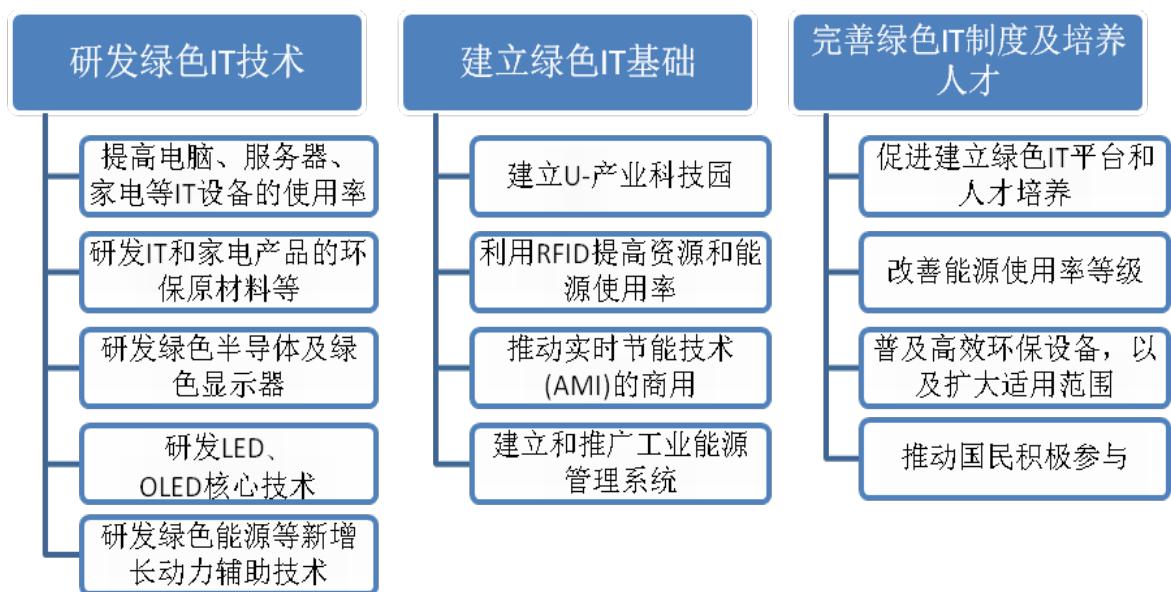 研发绿色IT技术
提高电脑、服务器、
家电等IT设备的使用率
研发IT和家电产品的环
保原材料等
研发绿色半导体及绿
色显示器
研发LED、
OLED核心技术
研发绿色能源等新增
长动力辅助技术
建立绿色IT基础
建立U-产业科技园
利用RFID提高资源和能
源使用率
推动实时节能技术
(AMI)的商用
建立和推广工业能源
管理系统
完善绿色IT制度及培养
人才
促进建立绿色IT平台和
人才培养
改善能源使用率等级
普及高效环保设备，以
及扩大适用范围
推动国民积极参与